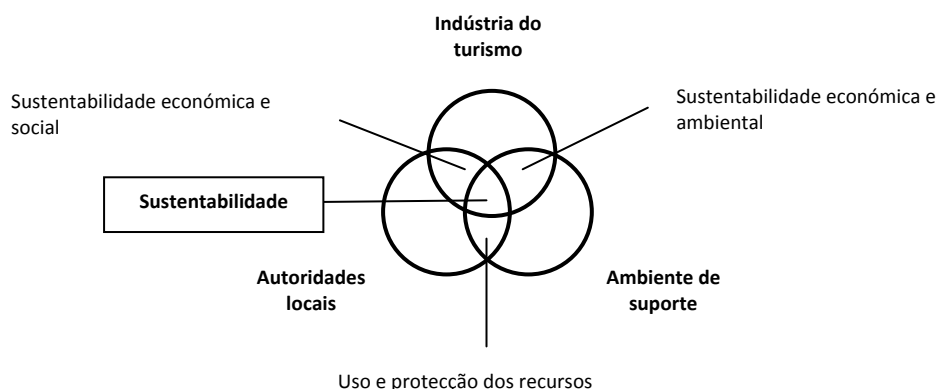 Indústria do
turismo
Sustentabilidade económica e
social
Sustentabilidade económica e
ambiental
Sustentabilidade
Autoridades
locais
Ambiente de
suporte
Uso e protecção dos recursos